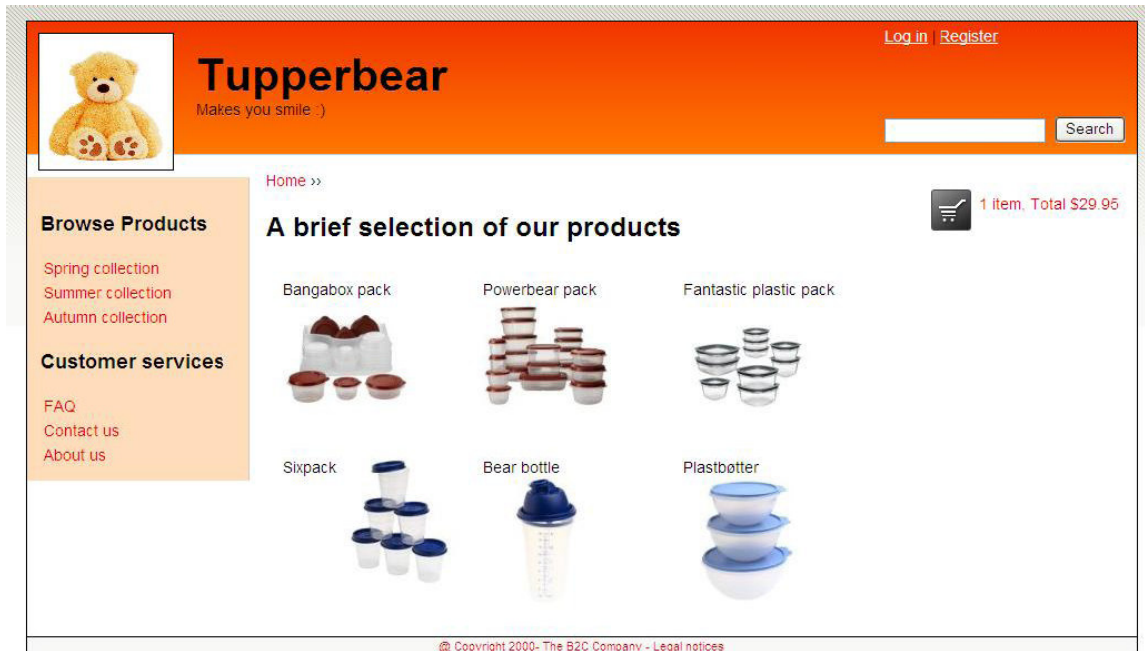 Log in | Register
Tupperbear
Makes you smile :)
Search
Home ››
1 item, Total $29.95
Browse Products
Spring collection
Summer collection
Autumn collection
Customer services
FAQ
Contact us
About us
A brief selection of our products
Bangabox pack
Powerbear pack
Fantastic plastic pack
Sixpack
Bear bottle
Plastbøtter
@ Copyright 2000- The B2C Company - Legal notices